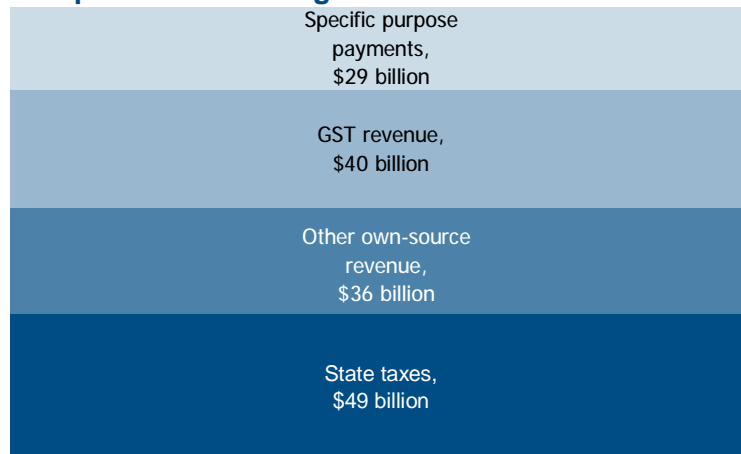 Specific purpose
payments,
$29 billion
GST revenue,
$40 billion
Other own-source
revenue,
$36 billion
State taxes,
$49 billion